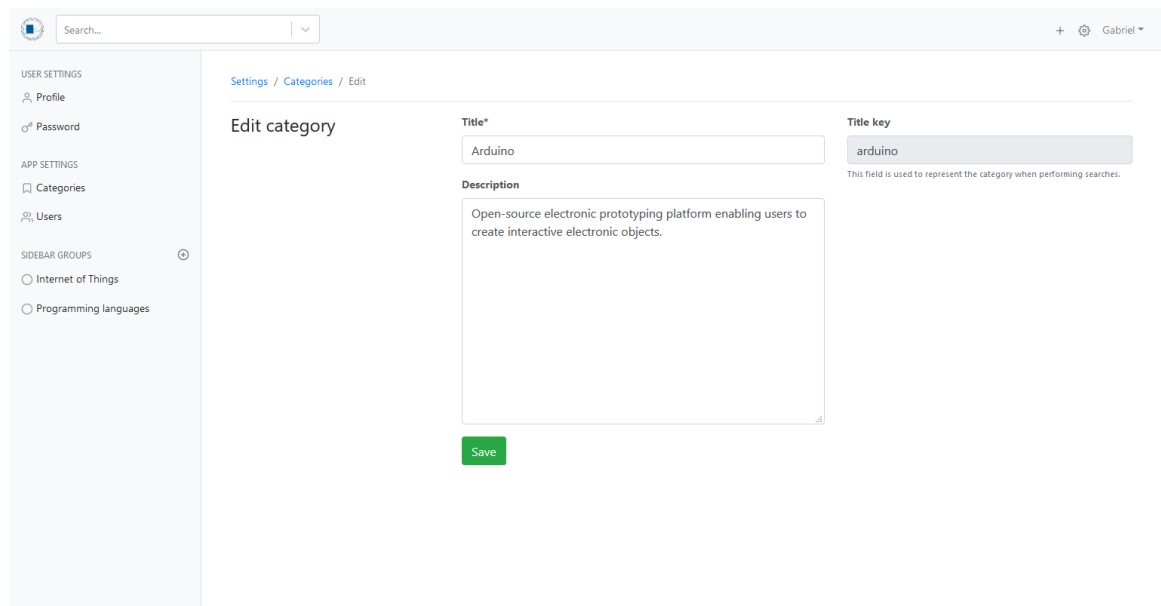 Search...
Gabriel
USER SETTINGS
Profile
Password
APP SETTINGS
Categories
Users
SIDEBAR GROUPS
Internet of Things
Programming languages
Settings / Categories / Edit
Edit category
Title*
Arduino
Description
Open-source electronic prototyping platform enabling users to
create interactive electronic objects.
Save
Title key
arduino
This field is used to represent the category when performing searches.